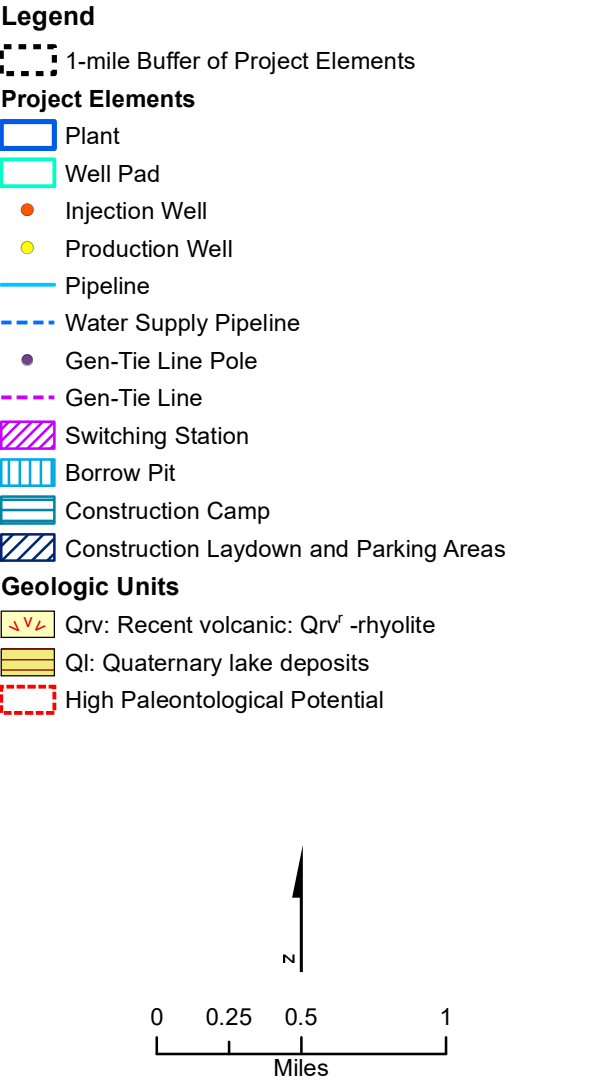 Legend
1-mile Buffer of Project Elements
Project Elements
Plant
Well Pad
Injection Well
Production Well
Pipeline
Water Supply Pipeline
Gen-Tie Line Pole
Gen-Tie Line
Switching Station
Borrow Pit
Construction Camp
Construction Laydown and Parking Areas
Geologic Units
Qrv: Recent volcanic: Qrvʳ -rhyolite
Ql: Quaternary lake deposits
High Paleontological Potential
N
0 0.25 0.5 1
Miles